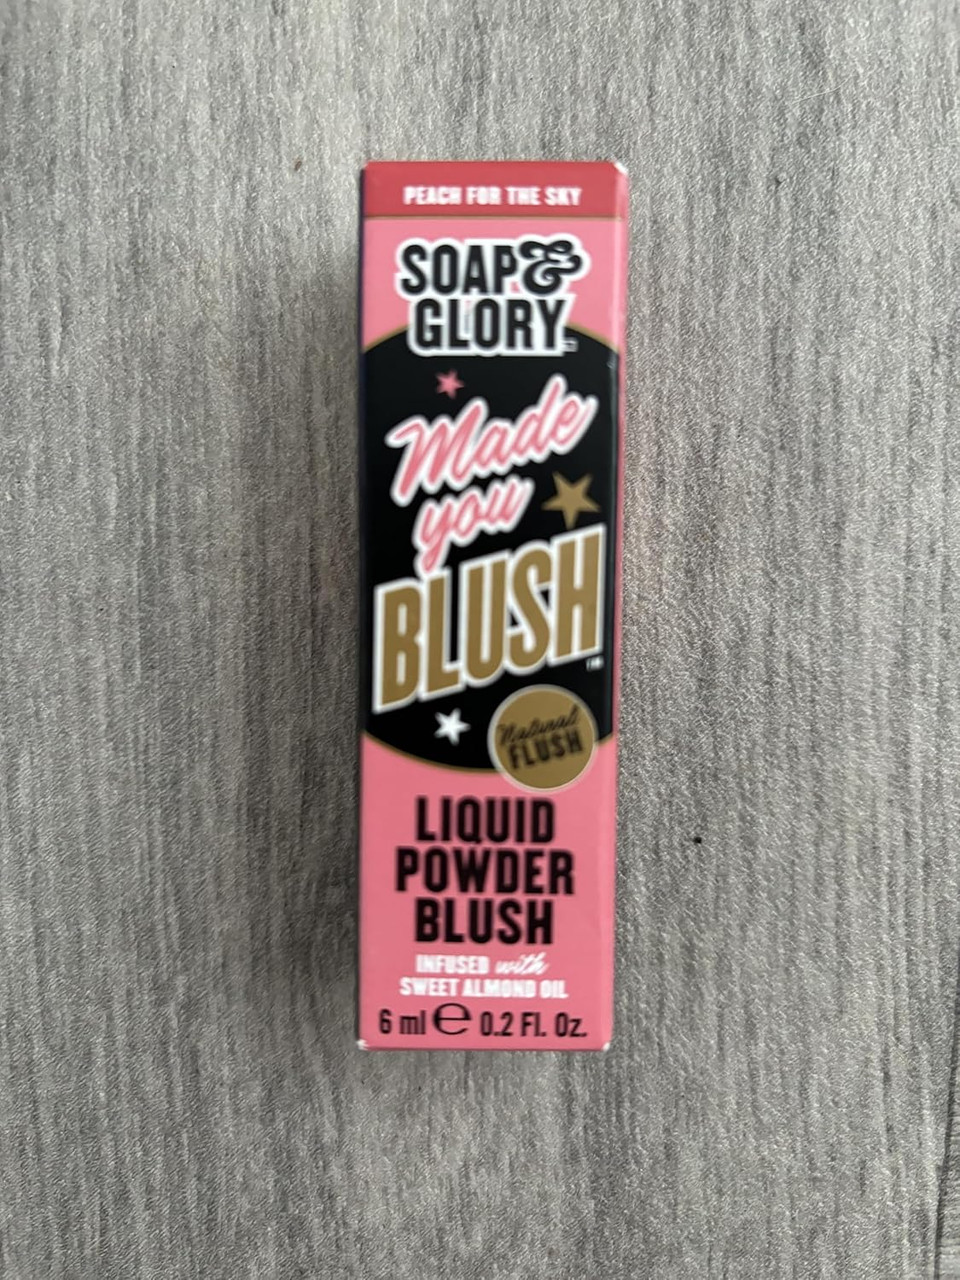 PEACH FOR THE SKY
SOAP &
GLORY
Made
you
BLUSH™
Natural
FLUSH
LIQUID
POWDER
BLUSH
INFUSED with
SWEET ALMOND OIL
6 ml ℮ 0.2 Fl. Oz.